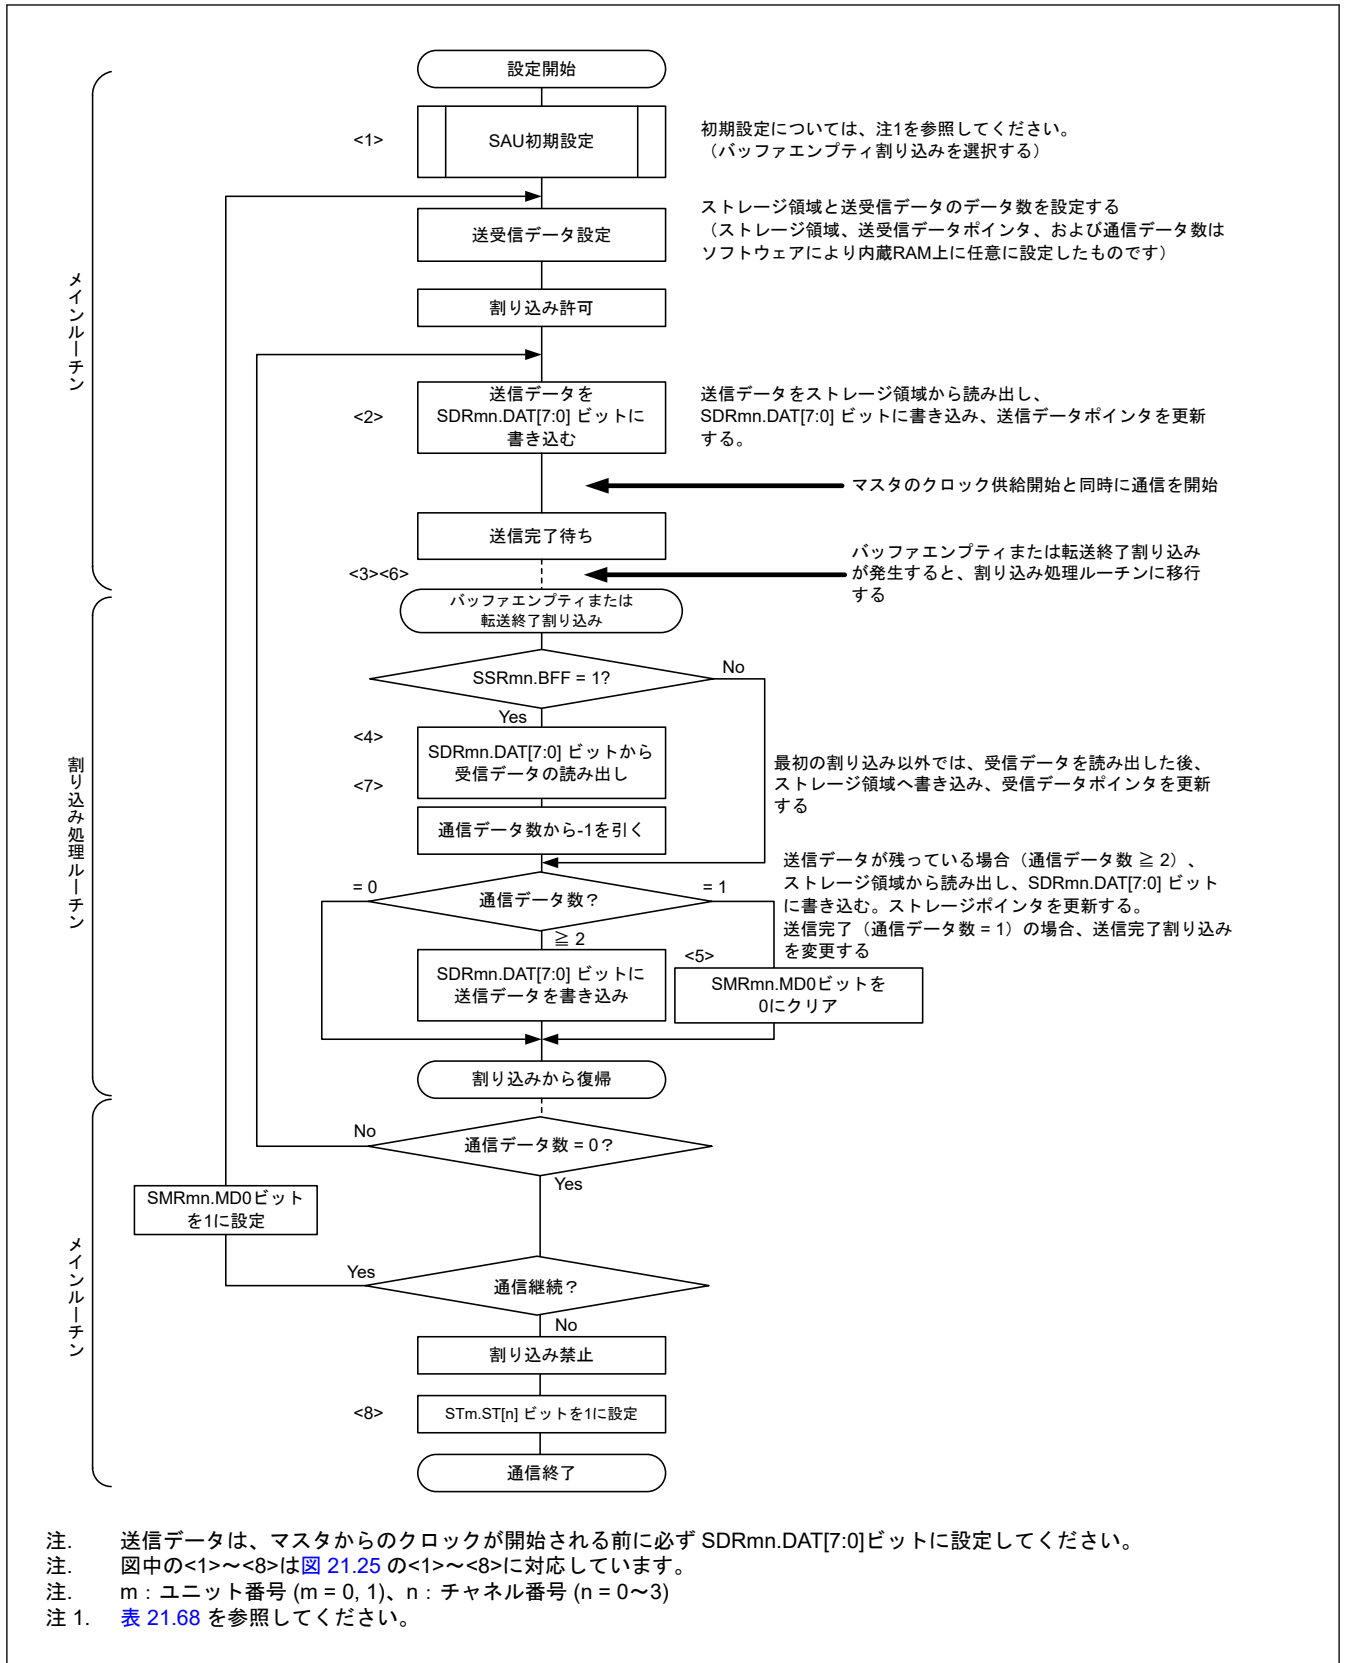 設定開始
<1>
SAU初期設定
初期設定については、注1を参照してください。
（バッファエンプティ割り込みを選択する）
送受信データ設定
ストレージ領域と送受信データのデータ数を設定する
（ストレージ領域、送受信データポインタ、および通信データ数は
ソフトウェアにより内蔵RAM上に任意に設定したものです）
メインルーチン
割り込み許可
<2>
送信データを
SDRmn.DAT[7:0] ビットに
書き込む
送信データをストレージ領域から読み出し、
SDRmn.DAT[7:0] ビットに書き込み、送信データポインタを更新
する。
マスタのクロック供給開始と同時に通信を開始
送信完了待ち
<3><6>
バッファエンプティまたは転送終了割り込み
が発生すると、割り込み処理ルーチンに移行
する
バッファエンプティまたは
転送終了割り込み
SSRmn.BFF = 1?
No
Yes
<4>
SDRmn.DAT[7:0] ビットから
受信データの読み出し
<7>
最初の割り込み以外では、受信データを読み出した後、
ストレージ領域へ書き込み、受信データポインタを更新
する
割り込み処理ルーチン
通信データ数から-1を引く
送信データが残っている場合（通信データ数 ≧ 2）、
ストレージ領域から読み出し、SDRmn.DAT[7:0] ビット
に書き込む。ストレージポインタを更新する。
送信完了（通信データ数 = 1）の場合、送信完了割り込み
を変更する
= 0
通信データ数？
= 1
≧ 2
<5>
SDRmn.DAT[7:0] ビットに
送信データを書き込み
SMRmn.MD0ビットを
0にクリア
割り込みから復帰
No
通信データ数 = 0？
Yes
SMRmn.MD0ビット
を1に設定
メインルーチン
Yes
通信継続？
No
割り込み禁止
<8>
STm.ST[n] ビットを1に設定
通信終了
注. 送信データは、マスタからのクロックが開始される前に必ず SDRmn.DAT[7:0]ビットに設定してください。
注. 図中の<1>～<8>は図 21.25 の<1>～<8>に対応しています。
注. m：ユニット番号 (m = 0, 1)、n：チャネル番号 (n = 0～3)
注 1. 表 21.68 を参照してください。